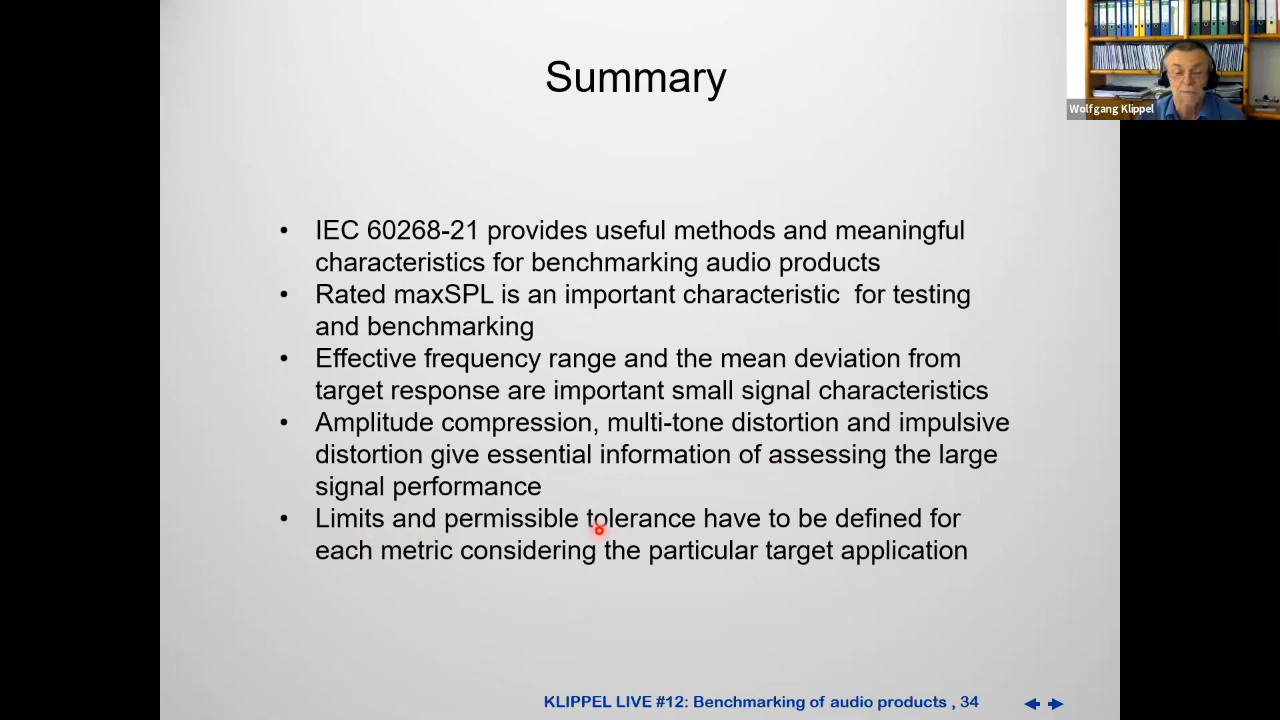 Summary
Wolfgang Klippel
• IEC 60268-21 provides useful methods and meaningful
characteristics for benchmarking audio products
• Rated maxSPL is an important characteristic  for testing
and benchmarking
• Effective frequency range and the mean deviation from
target response are important small signal characteristics
• Amplitude compression, multi-tone distortion and impulsive
distortion give essential information of assessing the large
signal performance
• Limits and permissible tolerance have to be defined for
each metric considering the particular target application
KLIPPEL LIVE #12: Benchmarking of audio products , 34